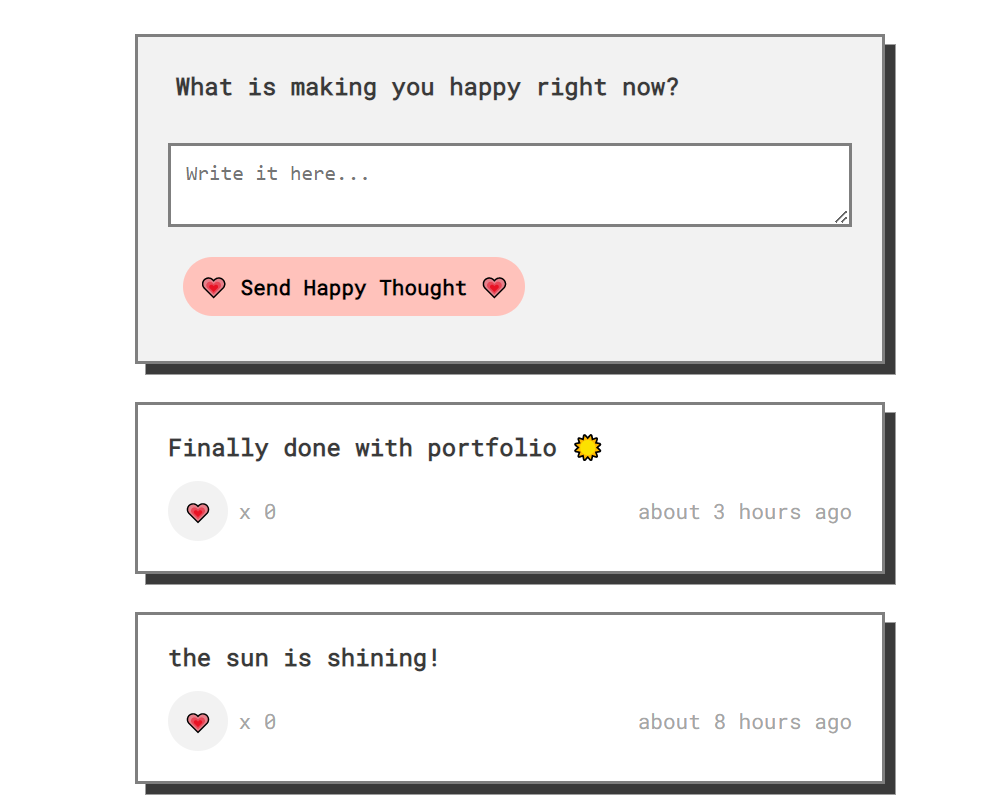 What is making you happy right now?
Write it here...
Send Happy Thought
Finally done with portfolio
x 0
about 3 hours ago
the sun is shining!
x 0
about 8 hours ago